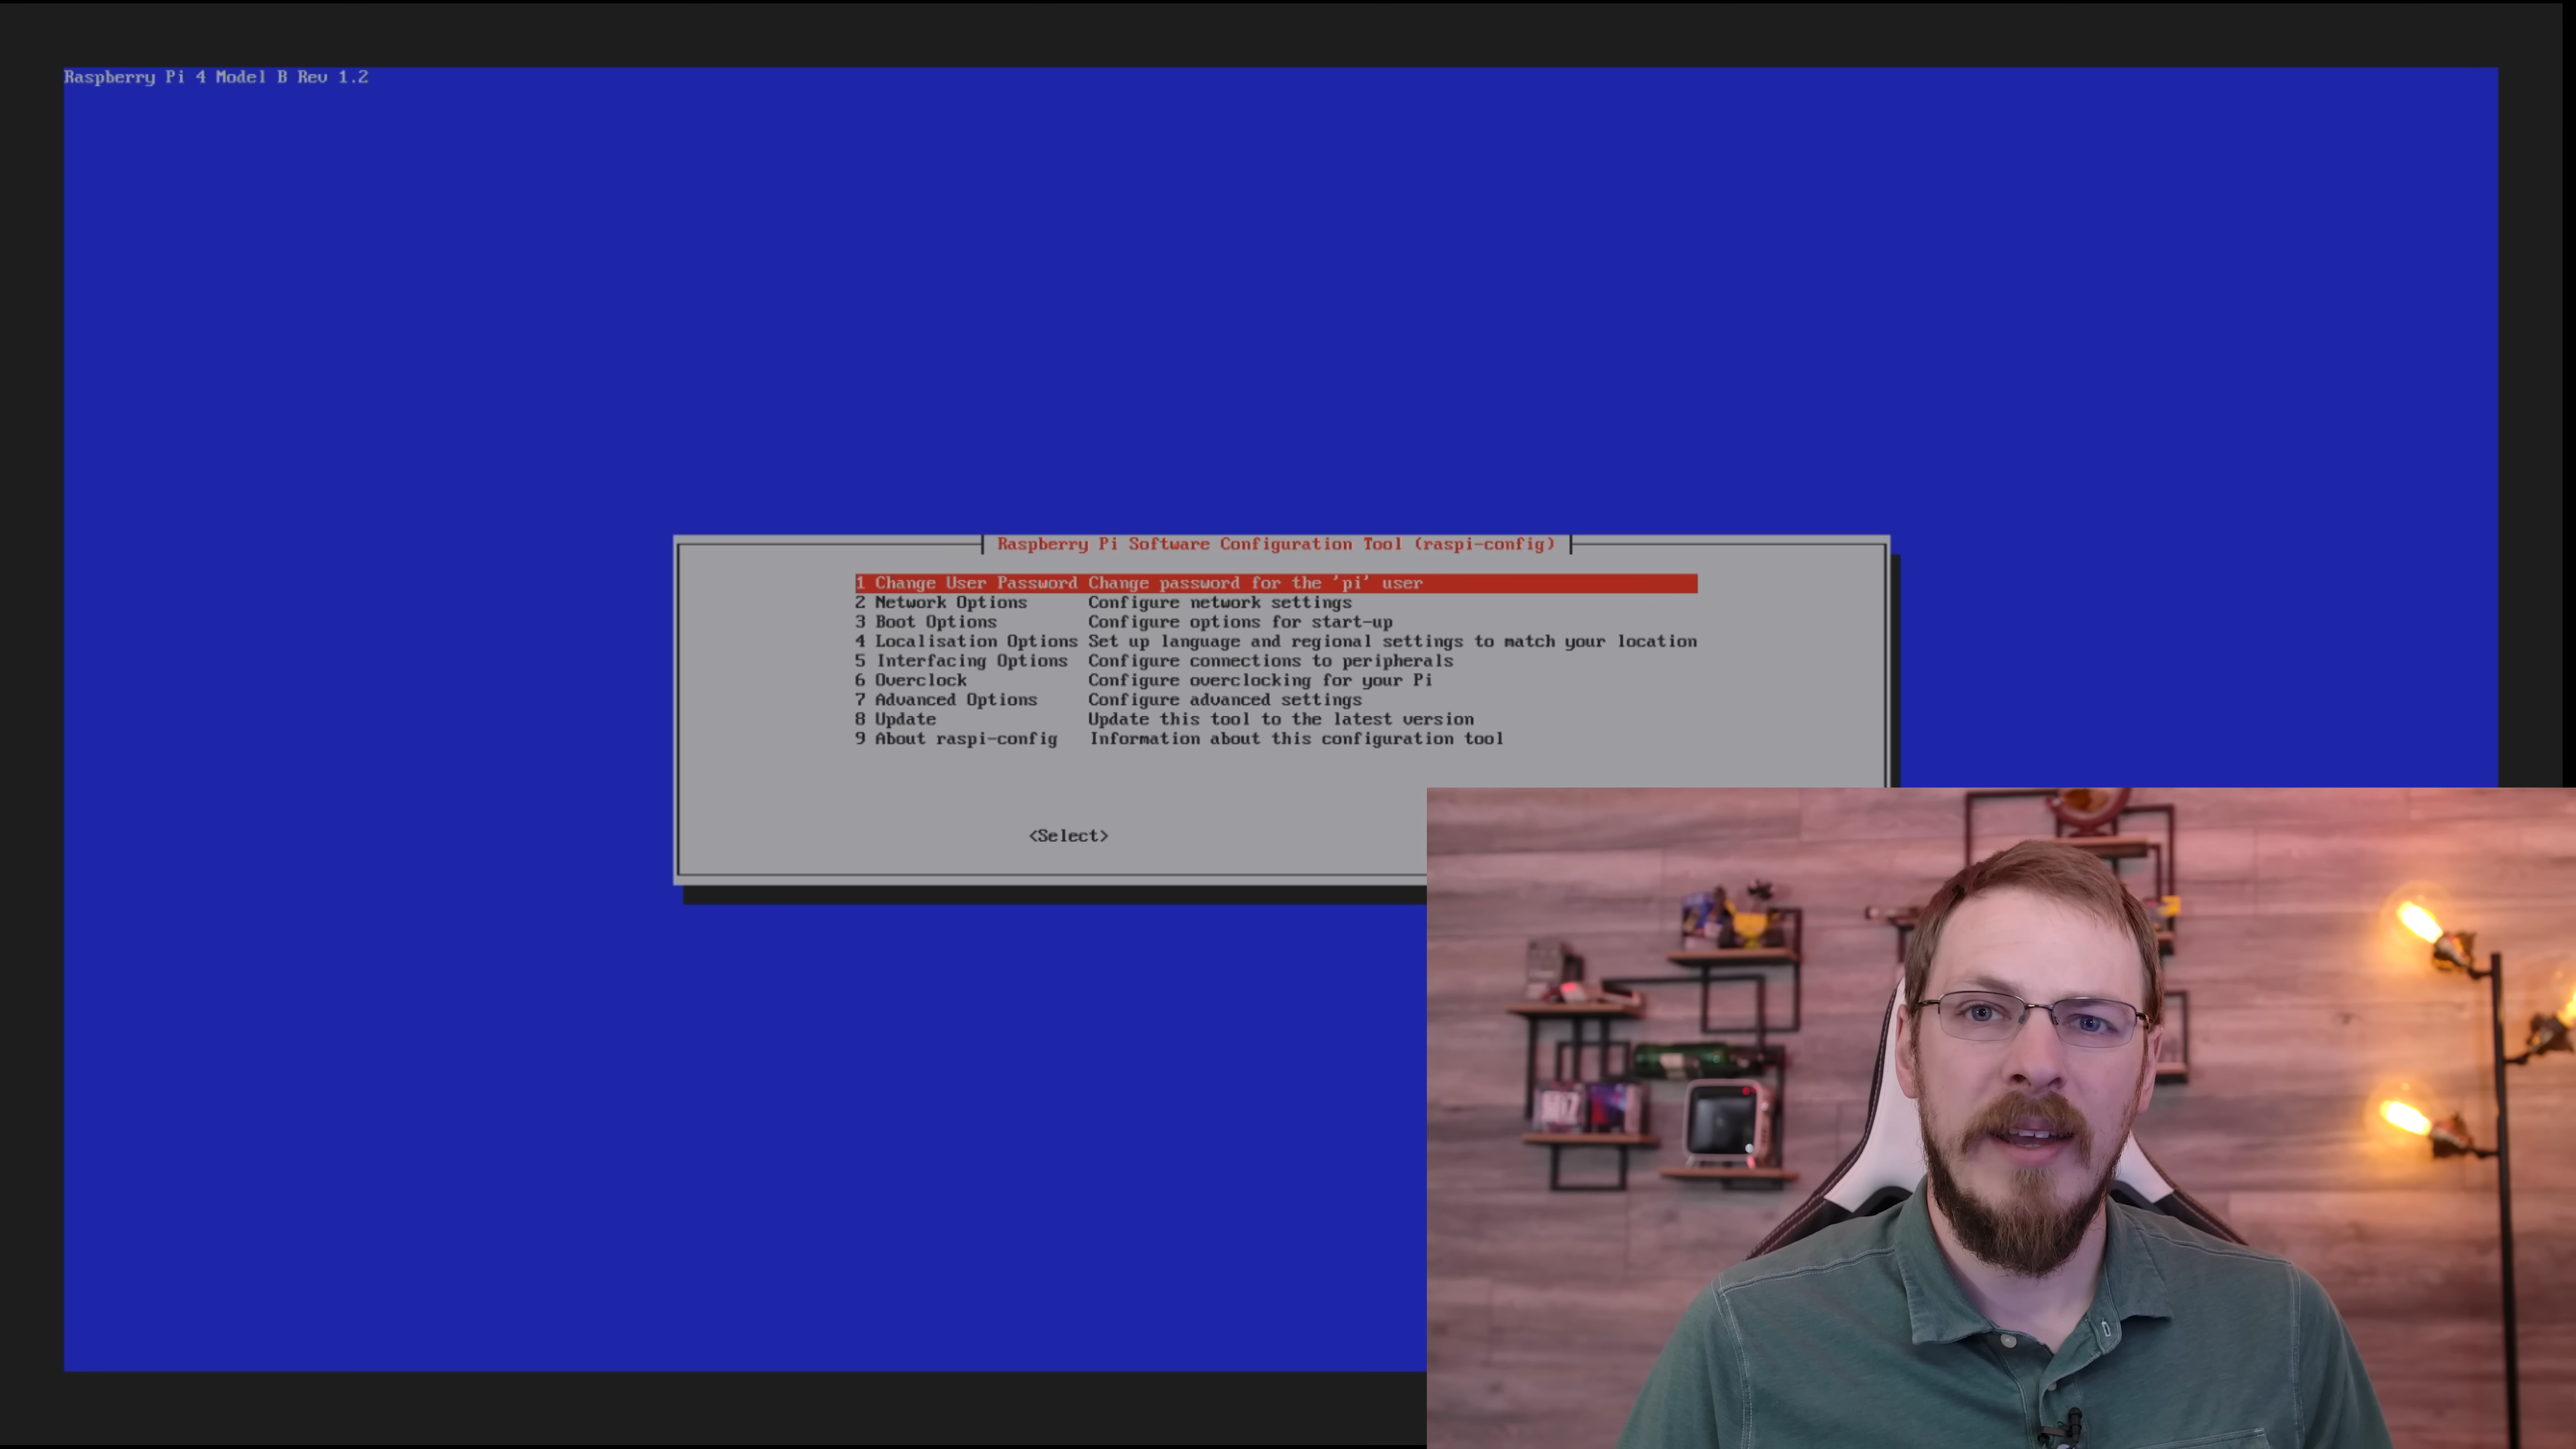 Raspberry Pi 4 Model B Rev 1.2
Raspberry Pi Software Configuration Tool (raspi-config)
1 Change User Password Change password for the 'pi' user
2 Network Options Configure network settings
3 Boot Options Configure options for start-up
4 Localisation Options Set up language and regional settings to match your location
5 Interfacing Options Configure connections to peripherals
6 Overclock Configure overclocking for your Pi
7 Advanced Options Configure advanced settings
8 Update Update this tool to the latest version
9 About raspi-config Information about this configuration tool
<Select>